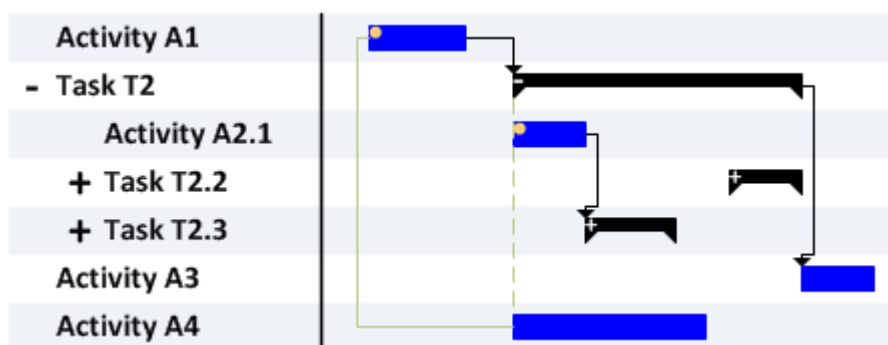 Activity A1
- Task T2
Activity A2.1
+ Task T2.2
+ Task T2.3
Activity A3
Activity A4